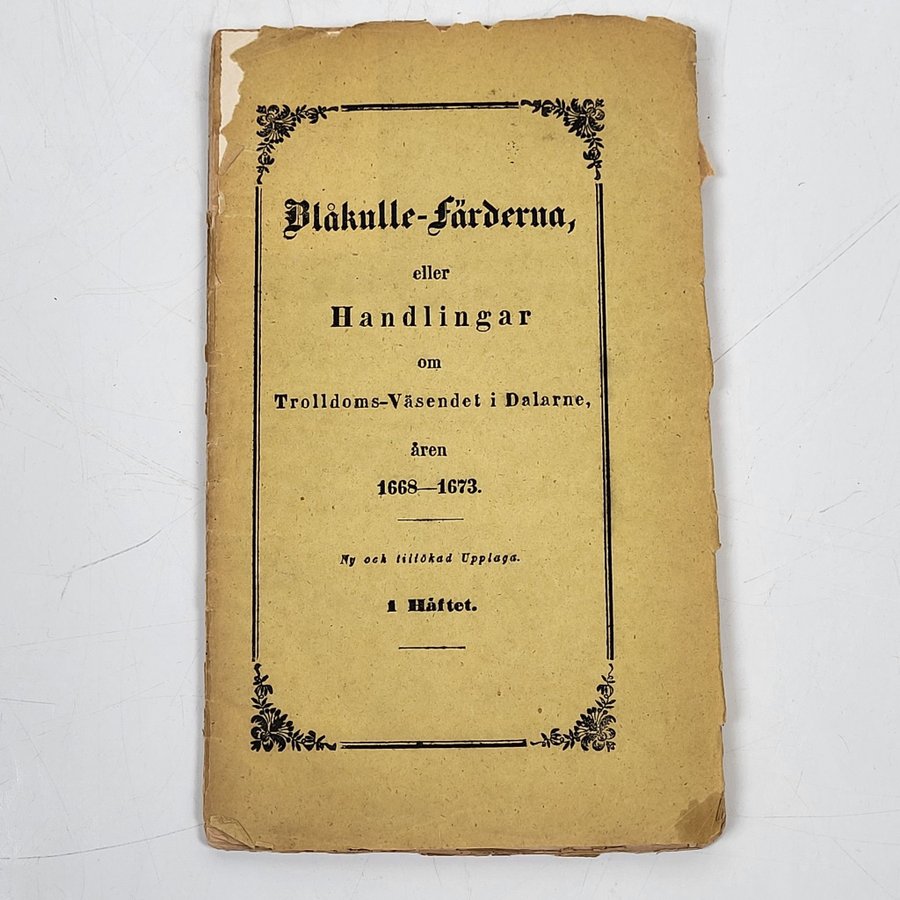 Blåkulle-Färderna,
eller
Handlingar
om
Trolldoms-Väsendet i Dalarne,
åren
1668—1673.
Ny och tillökad Upplaga.
1 Häftet.